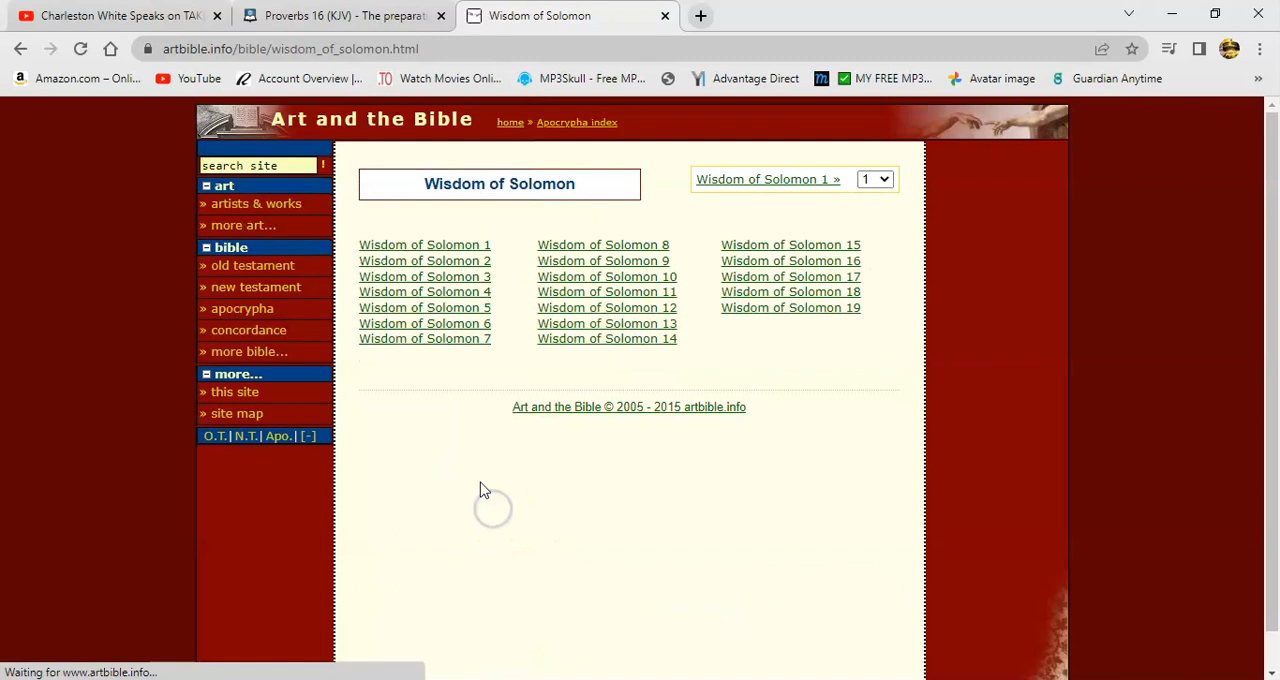 Charleston White Speaks on TAK
Proverbs 16 (KJV) - The preparat
Wisdom of Solomon
artbible.info/bible/wisdom_of_solomon.html
Amazon.com – Onli...
YouTube
Account Overview |...
TO Watch Movies Onli...
MP3Skull - Free MP...
Advantage Direct
MY FREE MP3...
Avatar image
Guardian Anytime
»
Art and the Bible
home » Apocrypha index
search site !
art
» artists & works
» more art...
bible
» old testament
» new testament
» apocrypha
» concordance
» more bible...
more...
» this site
» site map
O.T.| N.T.| Apo.| [-]
Wisdom of Solomon
Wisdom of Solomon 1 »
1
Wisdom of Solomon 1
Wisdom of Solomon 2
Wisdom of Solomon 3
Wisdom of Solomon 4
Wisdom of Solomon 5
Wisdom of Solomon 6
Wisdom of Solomon 7
Wisdom of Solomon 8
Wisdom of Solomon 9
Wisdom of Solomon 10
Wisdom of Solomon 11
Wisdom of Solomon 12
Wisdom of Solomon 13
Wisdom of Solomon 14
Wisdom of Solomon 15
Wisdom of Solomon 16
Wisdom of Solomon 17
Wisdom of Solomon 18
Wisdom of Solomon 19
Art and the Bible © 2005 - 2015 artbible.info
Waiting for www.artbible.info...